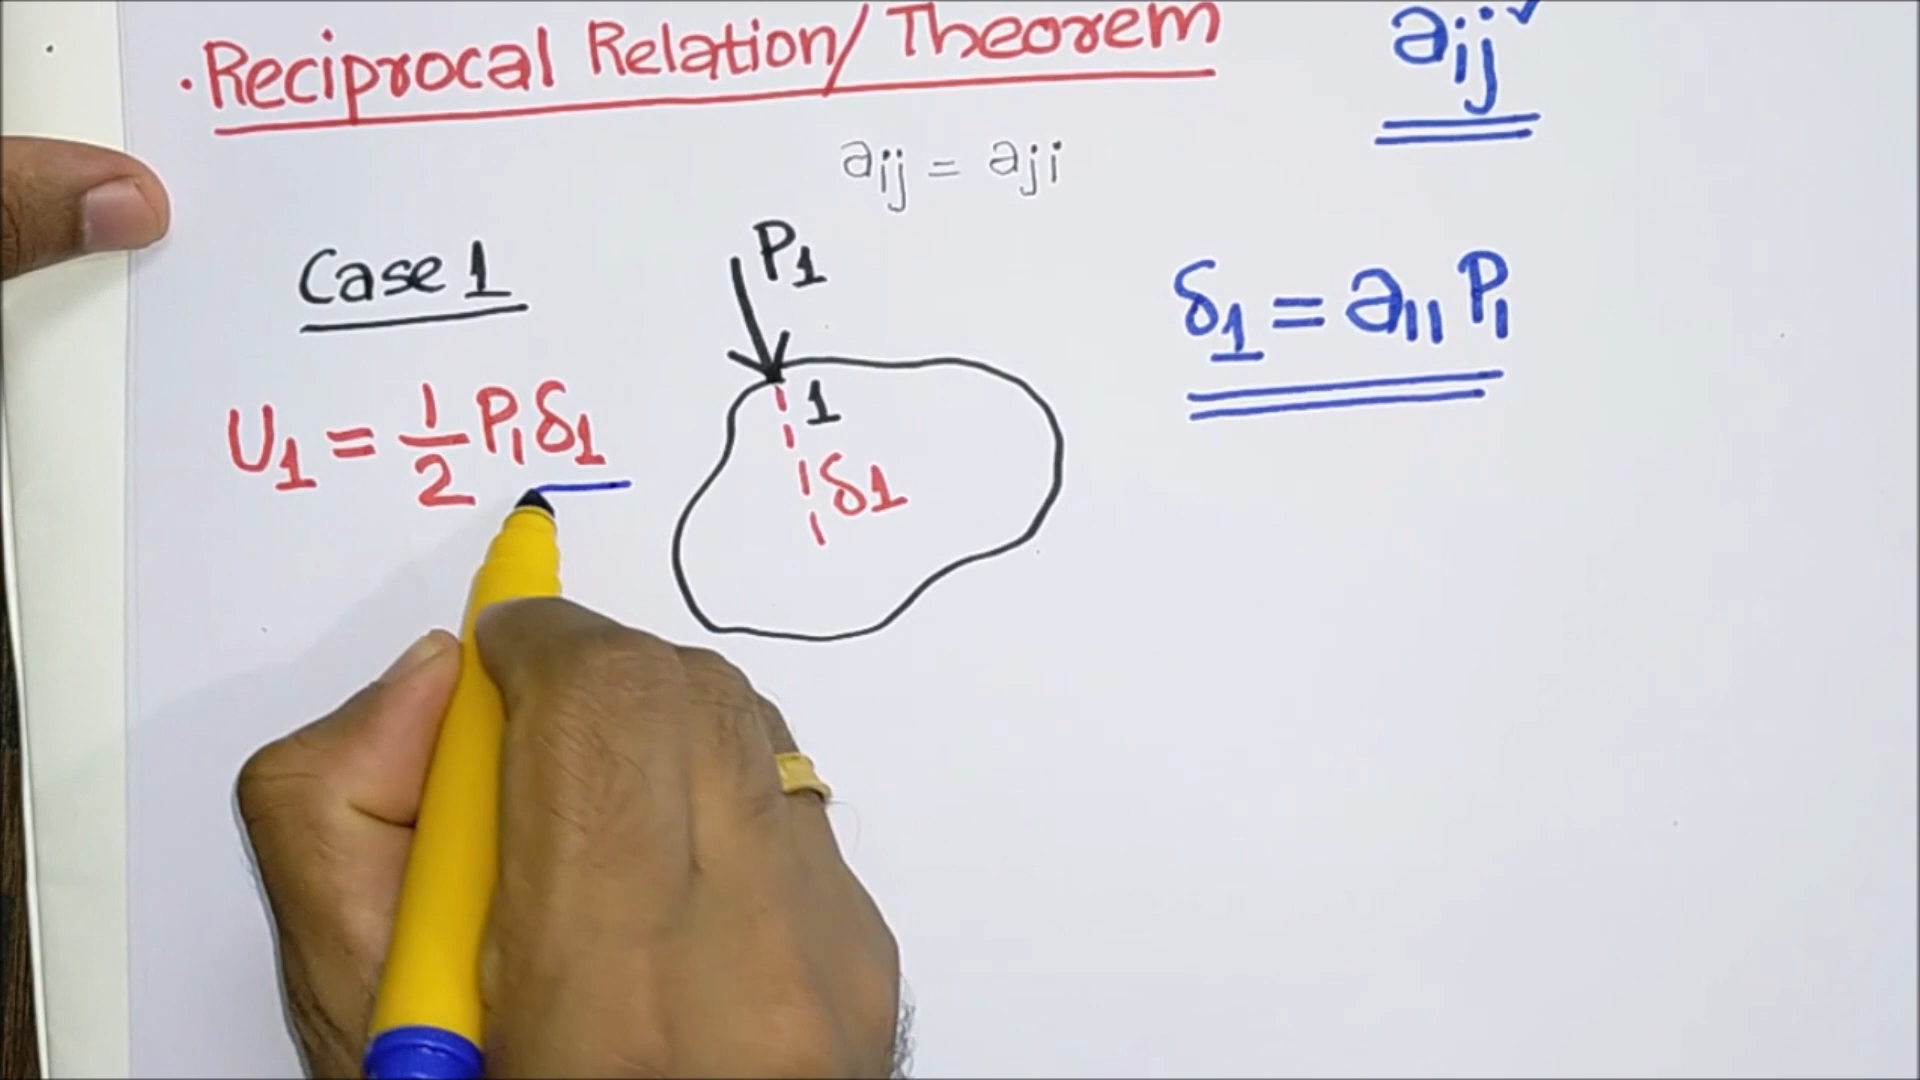 · Reciprocal Relation/Theorem
aij
aij = aji
Case 1
P1
δ1 = a11 P1
U1 = 1/2 P1 δ1
1
δ1